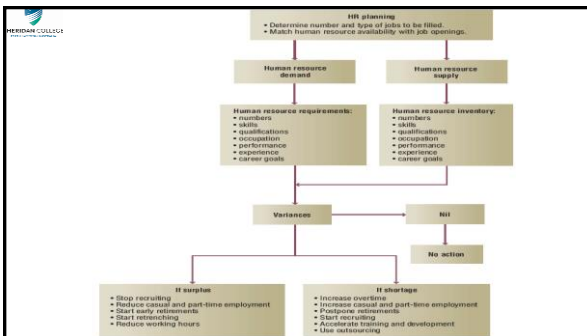 HERIDAN COLLEGE
HR planning
• Determine number and type of jobs to be filled.
• Match human resource availability with job openings.
Human resource
demand
Human resource
supply
Human resource requirements:
• numbers
• skills
• qualifications
• occupation
• performance
• experience
• career goals
Human resource inventory:
• numbers
• skills
• qualifications
• occupation
• performance
• experience
• career goals
Variances
Nil
No action
If surplus
• Stop recruiting
• Reduce casual and part-time employment
• Start early retirements
• Start retrenching
• Reduce working hours
If shortage
• Increase overtime
• Increase casual and part-time employment
• Postpone retirements
• Start recruiting
• Accelerate training and development
• Use outsourcing